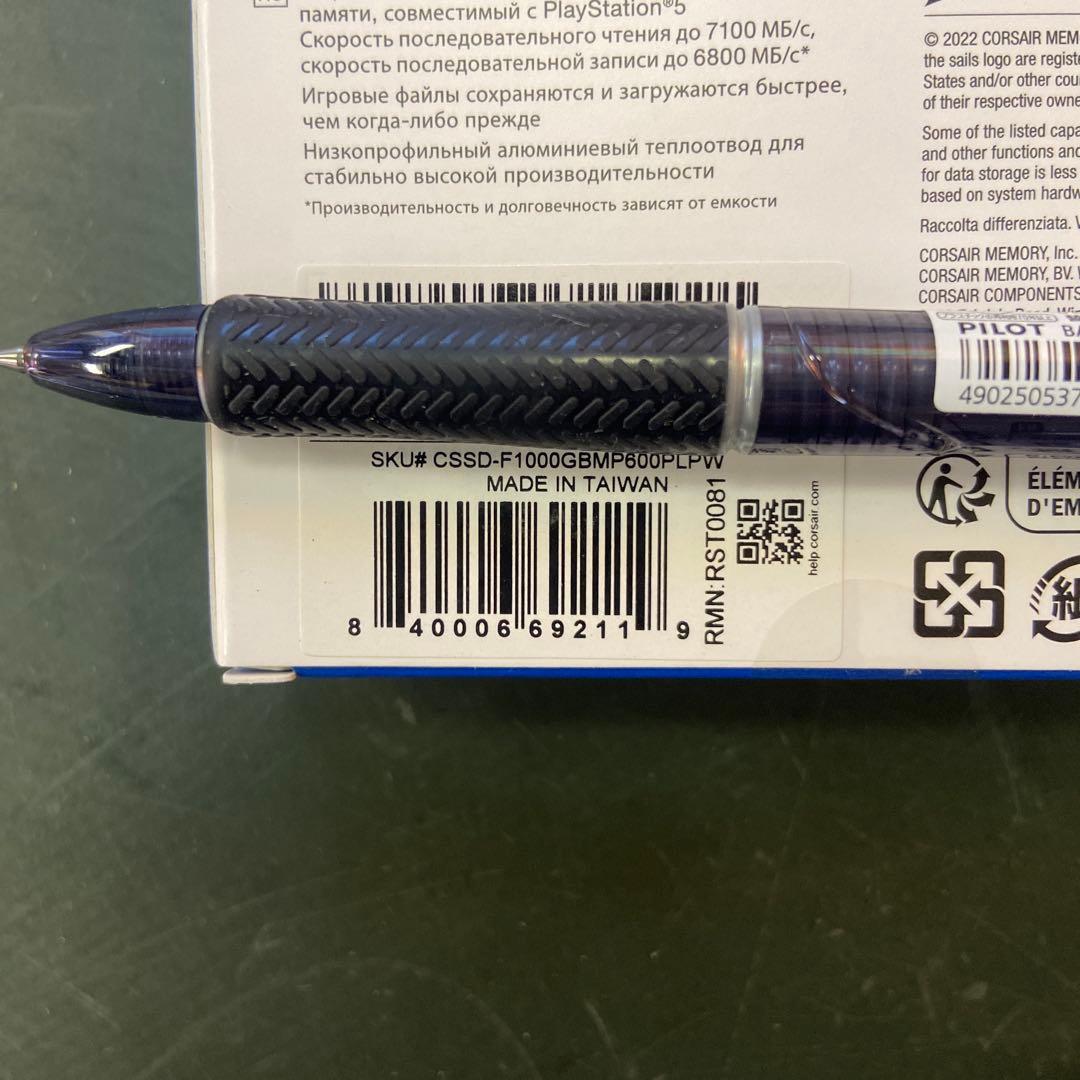 памяти, совместимый с PlayStation®5
Скорость последовательного чтения до 7100 МБ/с,
скорость последовательной записи до 6800 МБ/с*
Игровые файлы сохраняются и загружаются быстрее,
чем когда-либо прежде
Низкопрофильный алюминиевый теплоотвод для
стабильно высокой производительности
*Производительность и долговечность зависят от емкости
© 2022 CORSAIR MEM
the sails logo are registe
States and/or other cou
of their respective owne
Some of the listed capa
and other functions and
for data storage is less
based on system hardw
Raccolta differenziata. V
CORSAIR MEMORY, Inc.
CORSAIR MEMORY, BV.
CORSAIR COMPONENTS
PILOT BA
490250537
SKU# CSSD-F1000GBMP600PLPW
MADE IN TAIWAN
8 40006 69211 9
RMN:RST0081
help.corsair.com
ÉLÉM
D'EM
紙